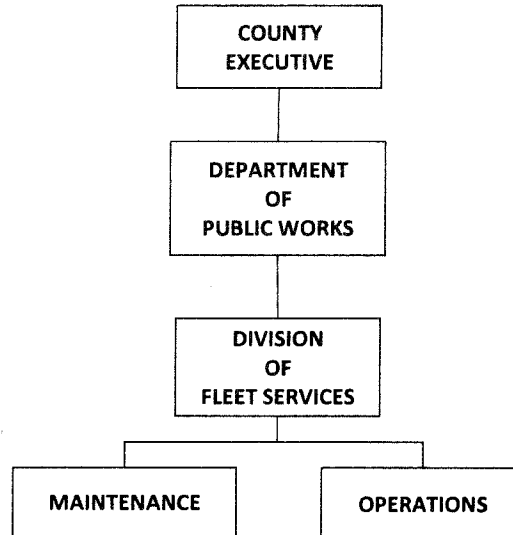 COUNTY
EXECUTIVE
DEPARTMENT
OF
PUBLIC WORKS
DIVISION
OF
FLEET SERVICES
MAINTENANCE
OPERATIONS